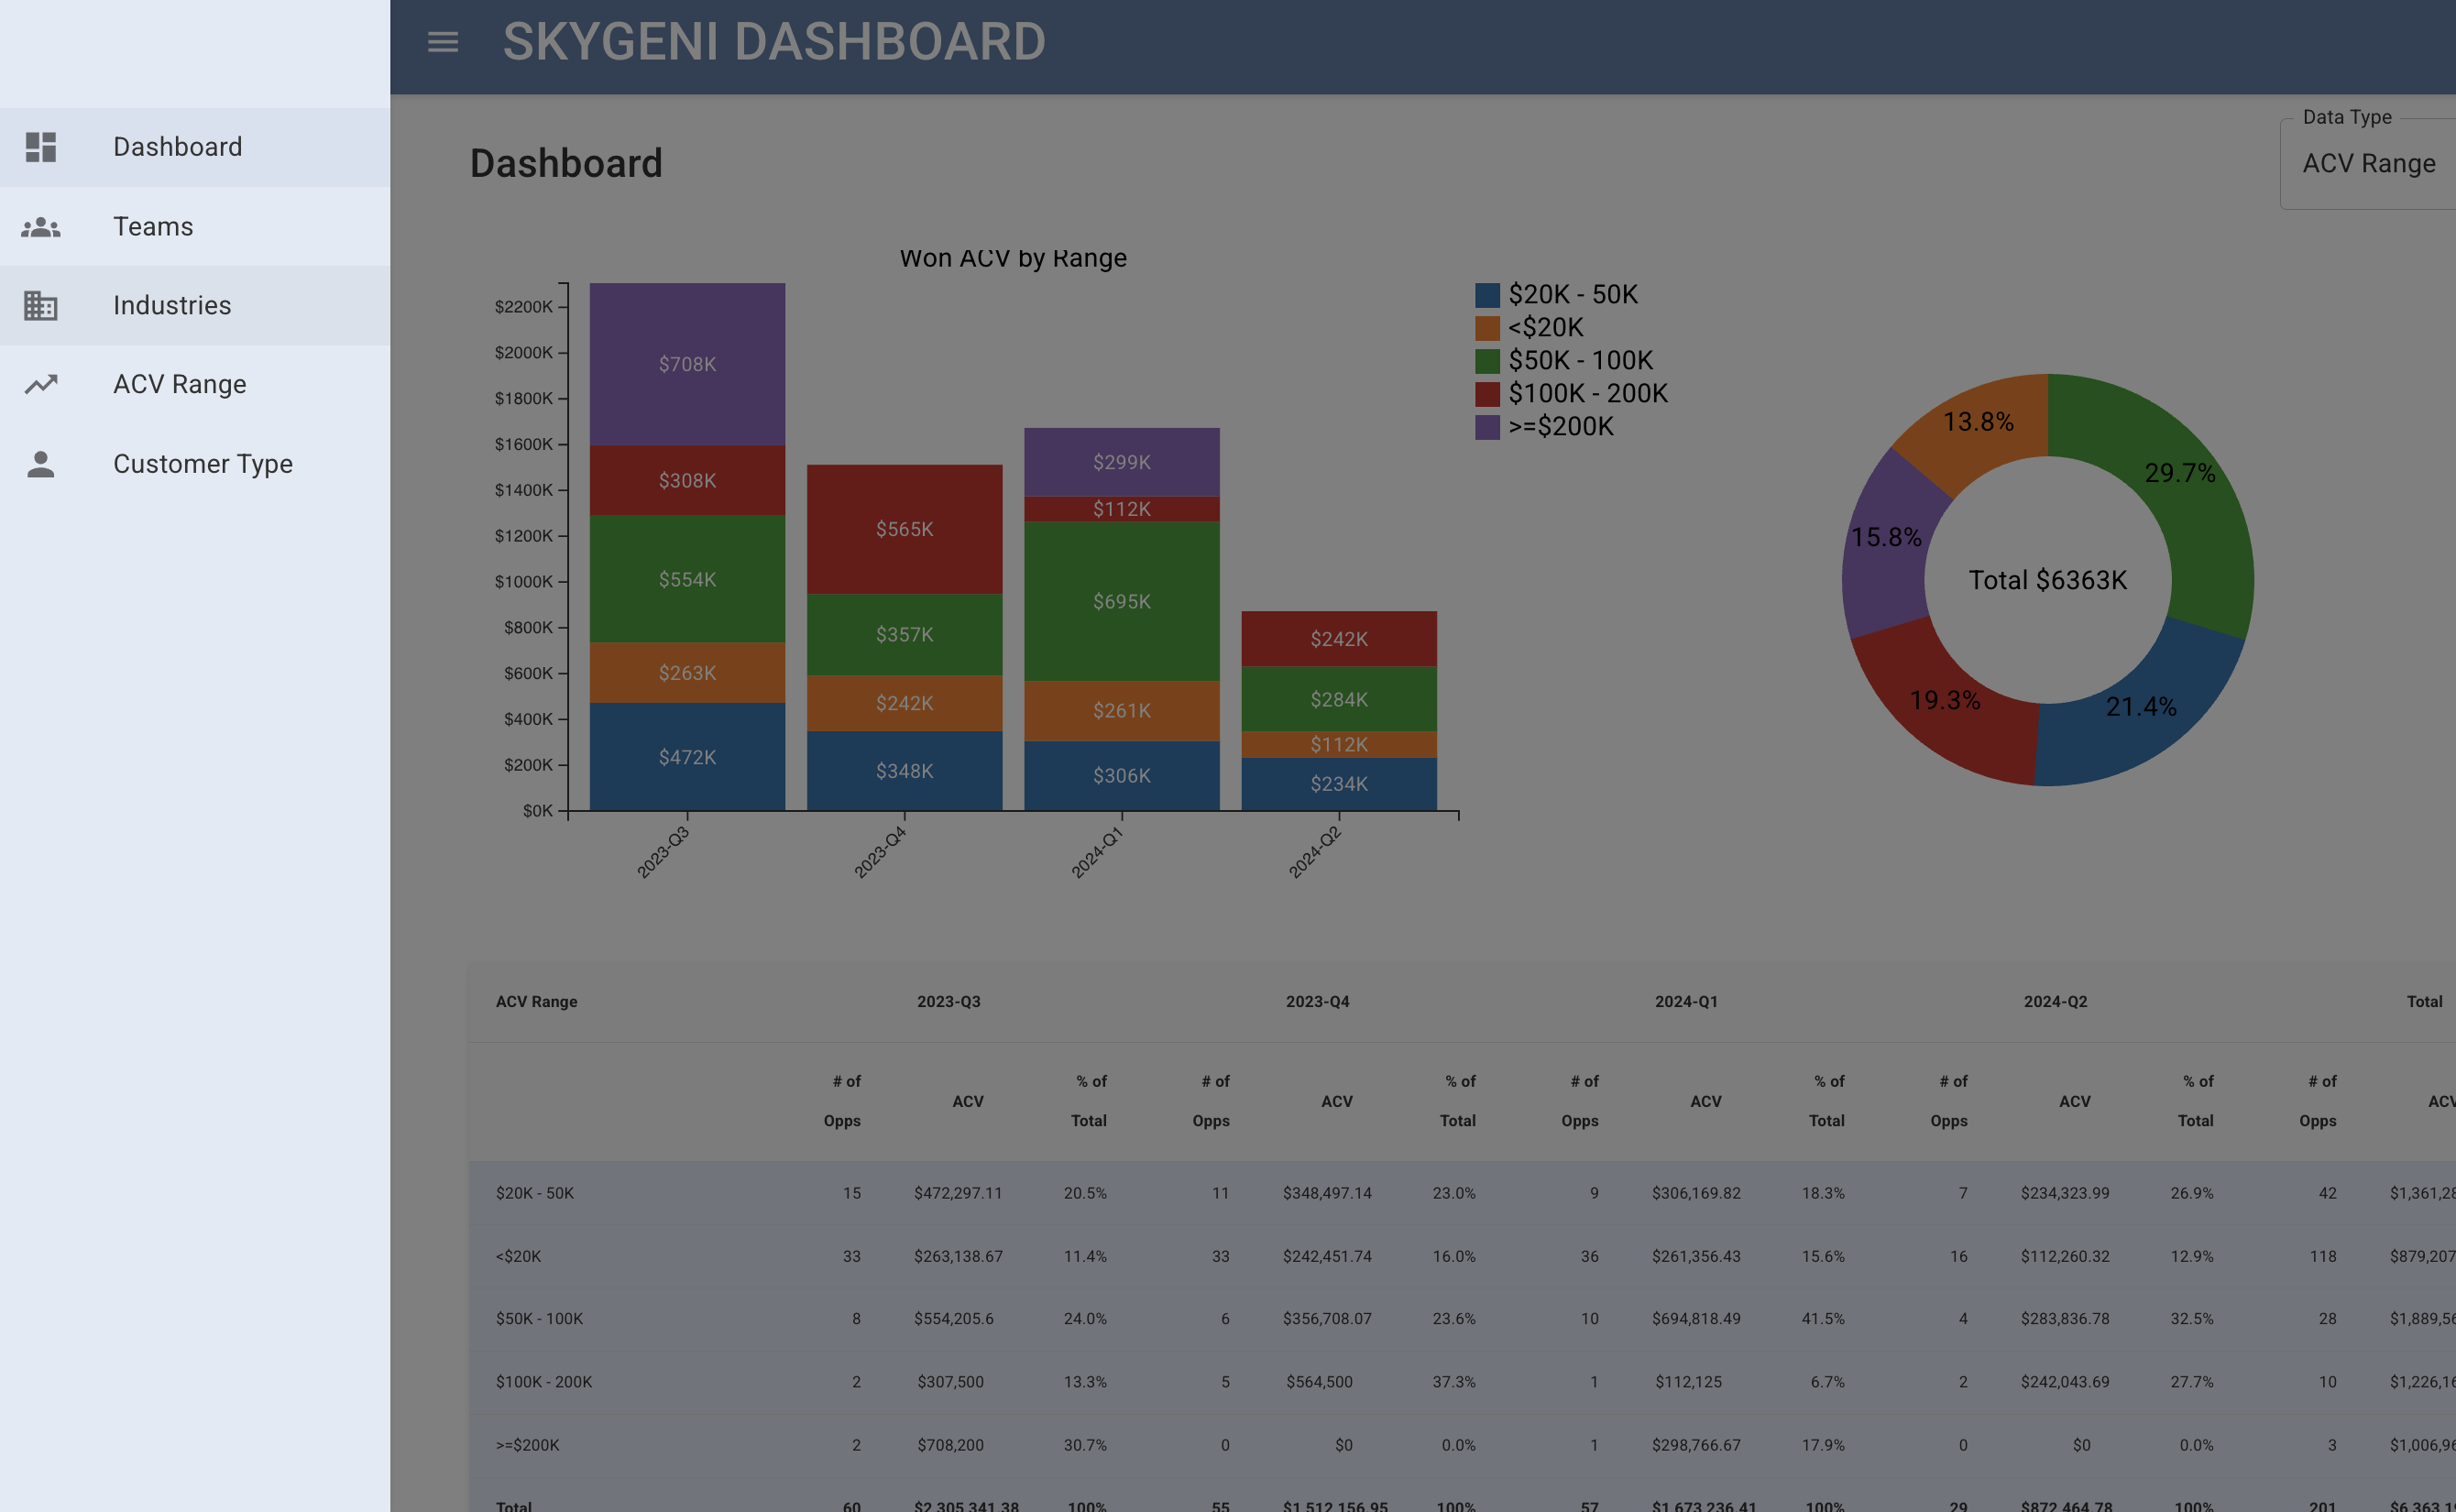 SKYGENI DASHBOARD
Dashboard
Teams
Industries
ACV Range
Customer Type
Dashboard
Data Type
ACV Range
Won ACV by Range
$2200K
$2000K
$1800K
$1600K
$1400K
$1200K
$1000K
$800K
$600K
$400K
$200K
$0K
$708K
$308K
$554K
$263K
$472K
$565K
$357K
$242K
$348K
$299K
$112K
$695K
$261K
$306K
$242K
$284K
$112K
$234K
2023-Q3
2023-Q4
2024-Q1
2024-Q2
$20K - 50K
<$20K
$50K - 100K
$100K - 200K
>=$200K
13.8%
29.7%
15.8%
Total $6363K
19.3%
21.4%
ACV Range 2023-Q3 2023-Q4 2024-Q1 2024-Q2 Total
# of Opps ACV % of Total # of Opps ACV % of Total # of Opps ACV % of Total # of Opps ACV % of Total # of Opps ACV
$20K - 50K 15 $472,297.11 20.5% 11 $348,497.14 23.0% 9 $306,169.82 18.3% 7 $234,323.99 26.9% 42 $1,361,28
<$20K 33 $263,138.67 11.4% 33 $242,451.74 16.0% 36 $261,356.43 15.6% 16 $112,260.32 12.9% 118 $879,207
$50K - 100K 8 $554,205.6 24.0% 6 $356,708.07 23.6% 10 $694,818.49 41.5% 4 $283,836.78 32.5% 28 $1,889,56
$100K - 200K 2 $307,500 13.3% 5 $564,500 37.3% 1 $112,125 6.7% 2 $242,043.69 27.7% 10 $1,226,16
>=$200K 2 $708,200 30.7% 0 $0 0.0% 1 $298,766.67 17.9% 0 $0 0.0% 3 $1,006,96
Total 60 $2,305,341.38 100% 55 $1,512,156.95 100% 57 $1,673,236.41 100% 29 $872,464.78 100% 201 $6,363,19